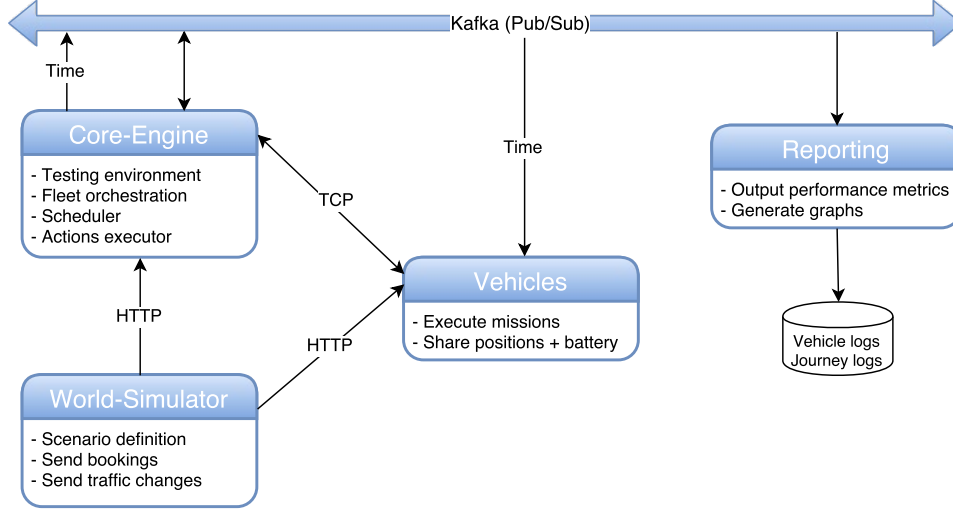 Kafka (Pub/Sub)
Time
Core-Engine
- Testing environment
- Fleet orchestration
- Scheduler
- Actions executor
TCP
Time
Reporting
- Output performance metrics
- Generate graphs
HTTP
Vehicles
- Execute missions
- Share positions + battery
HTTP
Vehicle logs
Journey logs
World-Simulator
- Scenario definition
- Send bookings
- Send traffic changes